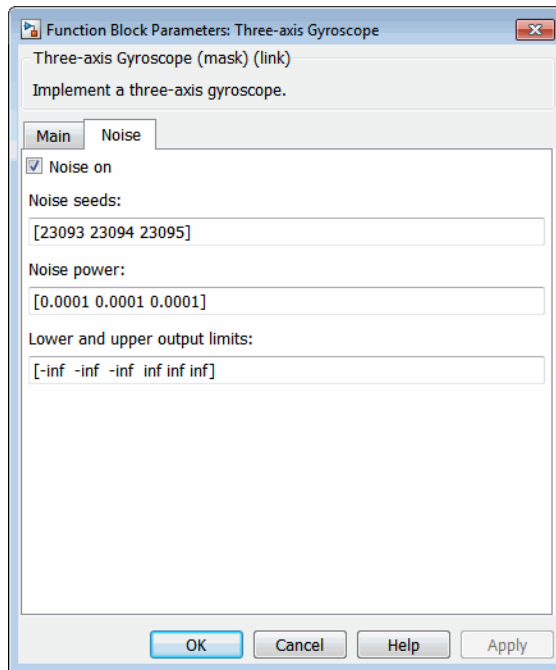 Function Block Parameters: Three-axis Gyroscope
Three-axis Gyroscope (mask) (link)
Implement a three-axis gyroscope.
Main Noise
Noise on
Noise seeds:
[23093 23094 23095]
Noise power:
[0.0001 0.0001 0.0001]
Lower and upper output limits:
[-inf -inf -inf inf inf inf]
OK Cancel Help Apply